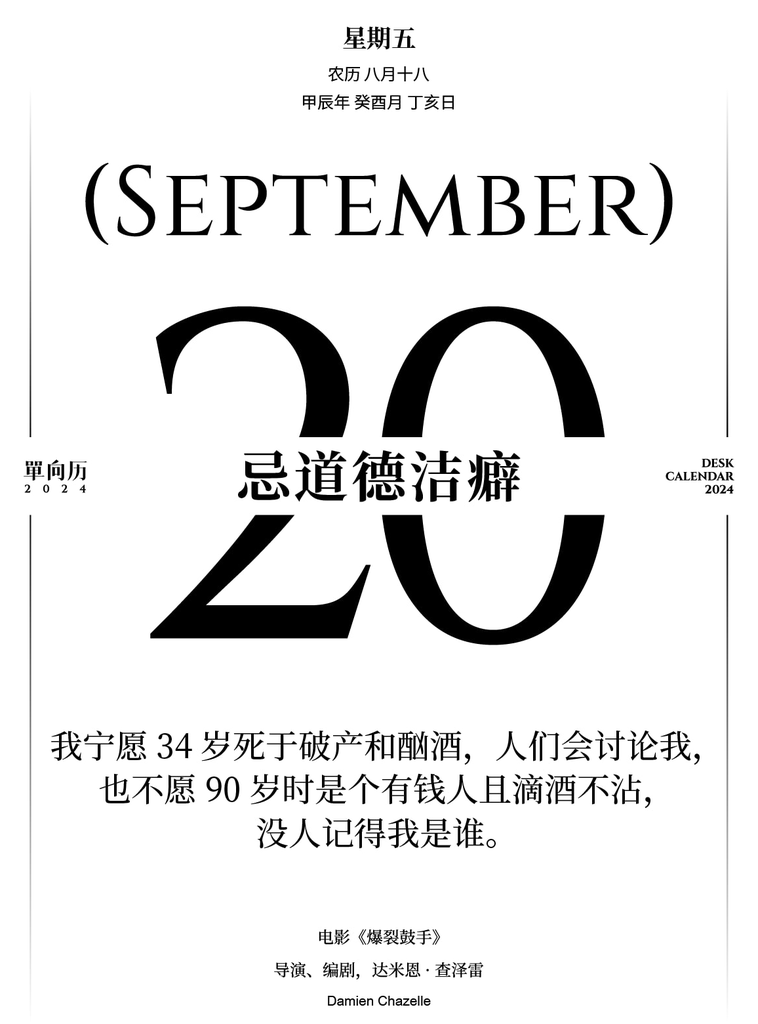 星期五
农历 八月十八
甲辰年 癸酉月 丁亥日
(SEPTEMBER)
20
忌道德洁癖
單向历
2024
DESK
CALENDAR
2024
我宁愿 34 岁死于破产和酗酒，人们会讨论我，
也不愿 90 岁时是个有钱人且滴酒不沾，
没人记得我是谁。
电影《爆裂鼓手》
导演、编剧，达米恩·查泽雷
Damien Chazelle